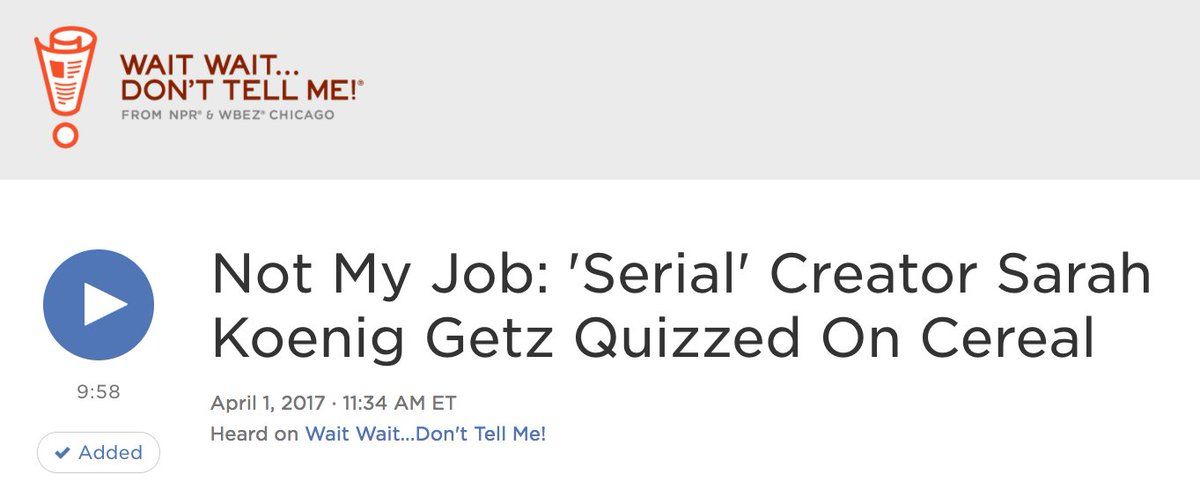 WAIT WAIT...
DON'T TELL ME!®
FROM NPR® & WBEZ® CHICAGO
Not My Job: 'Serial' Creator Sarah
Koenig Getz Quizzed On Cereal
9:58
April 1, 2017 · 11:34 AM ET
Heard on Wait Wait...Don't Tell Me!
Added